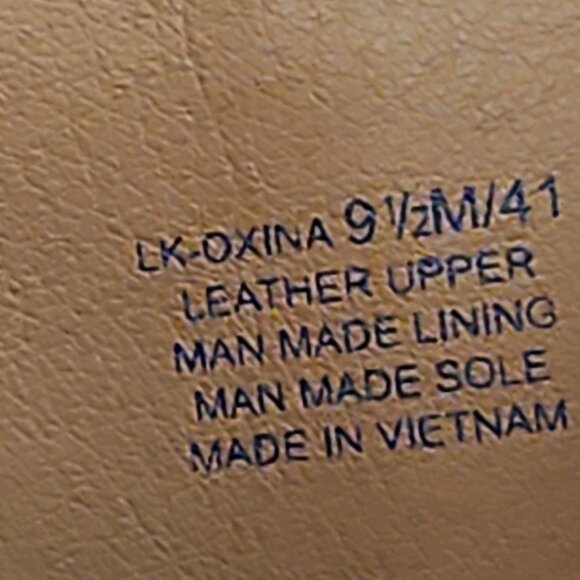 LK-OXINA 9½M/41
LEATHER UPPER
MAN MADE LINING
MAN MADE SOLE
MADE IN VIETNAM